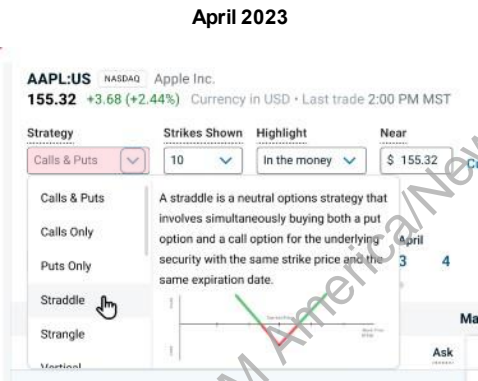 April 2023
AAPL:US NASDAQ Apple Inc.
155.32 +3.68 (+2.44%) Currency in USD • Last trade 2:00 PM MST
Strategy Strikes Shown Highlight Near
Calls & Puts 10 In the money $ 155.32
Calls & Puts
Calls Only
Puts Only
Straddle
Strangle
Vertical
A straddle is a neutral options strategy that
involves simultaneously buying both a put
option and a call option for the underlying
security with the same strike price and the
same expiration date.
April
3 4
Ma
Ask
M America/New